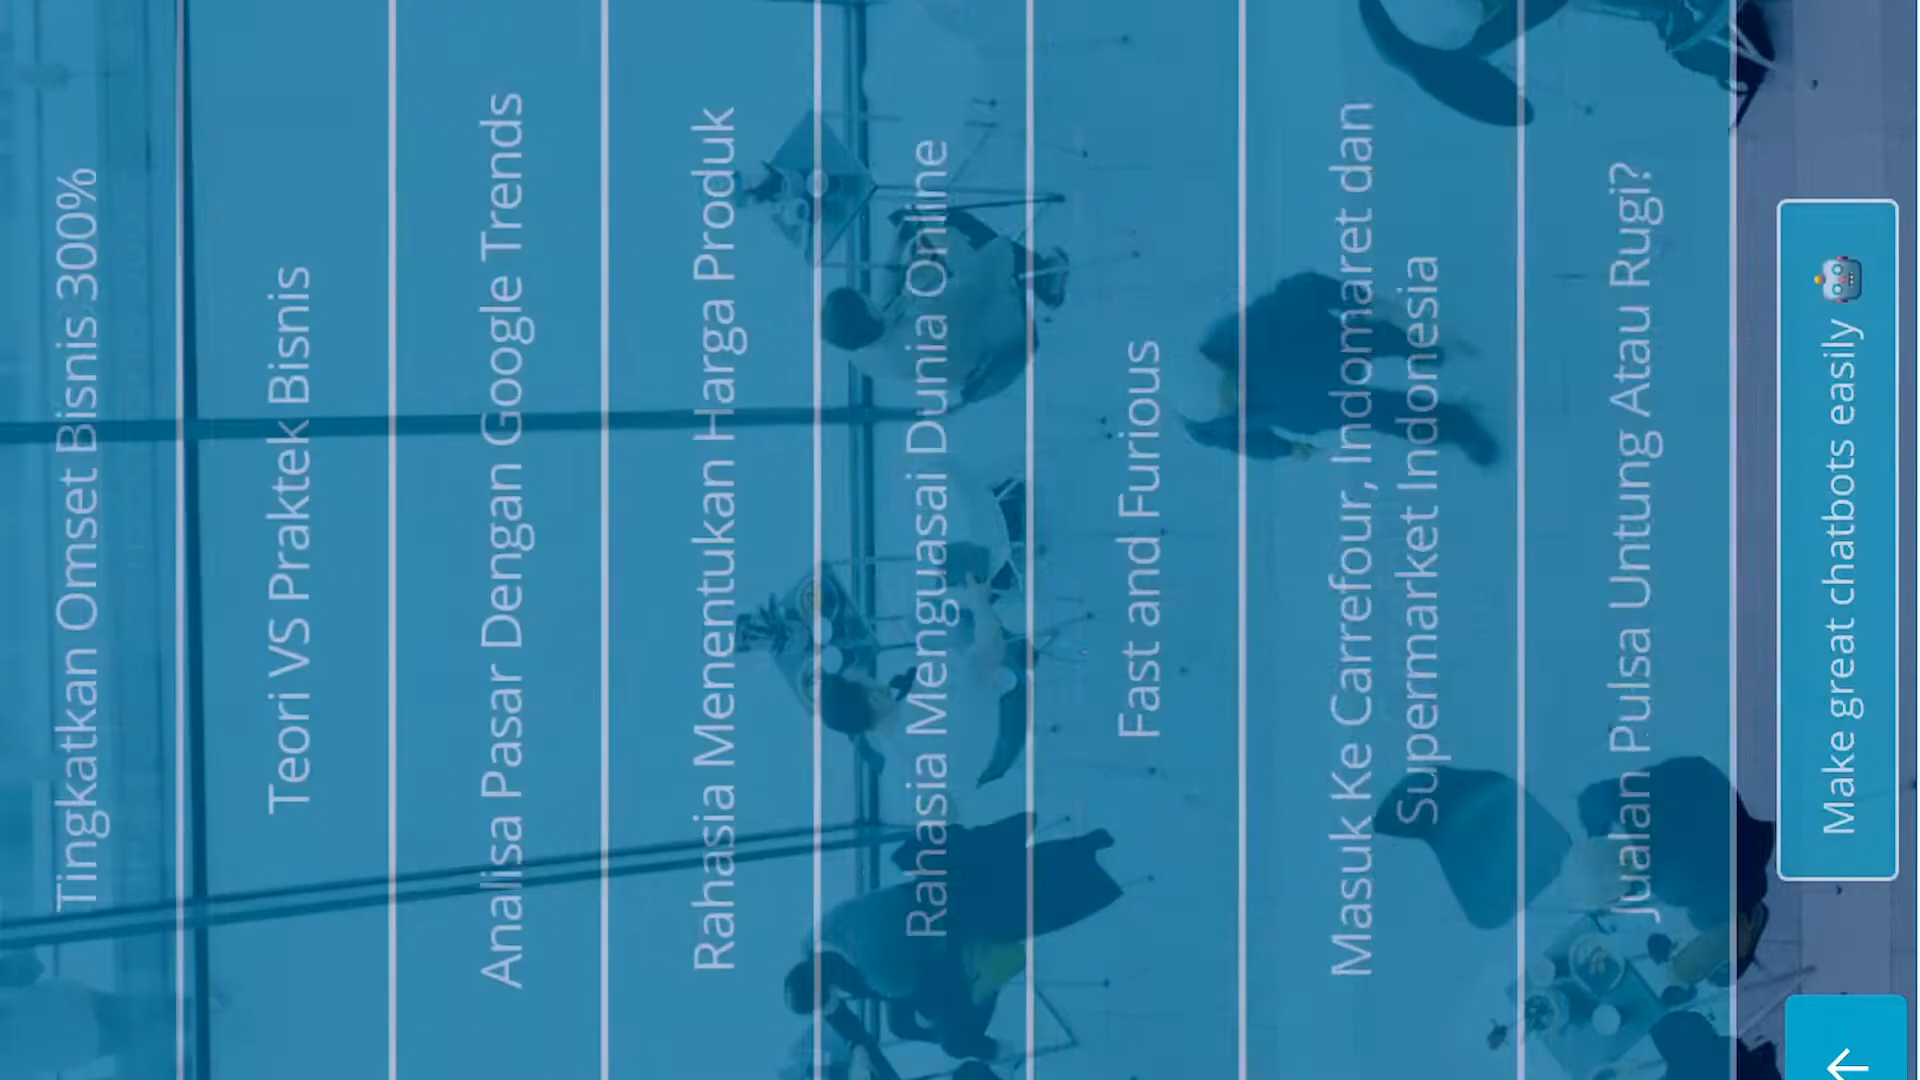 Tingkatkan Omset Bisnis 300%
Teori VS Praktek Bisnis
Analisa Pasar Dengan Google Trends
Rahasia Menentukan Harga Produk
Rahasia Menguasai Dunia Online
Fast and Furious
Masuk Ke Carrefour, Indomaret dan
Supermarket Indonesia
Jualan Pulsa Untung Atau Rugi?
Make great chatbots easily 🤖